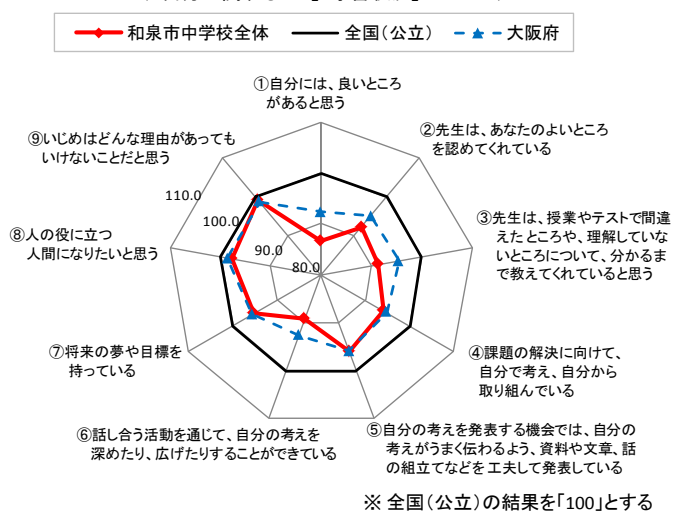 和泉市中学校全体
全国(公立)
大阪府
①自分には、良いところ
があると思う
②先生は、あなたのよいところ
を認めてくれている
③先生は、授業やテストで間違
えたところや、理解していな
いところについて、分かるま
で教えてくれていると思う
④課題の解決に向けて、
自分で考え、自分から
取り組んでいる
⑤自分の考えを発表する機会では、自分の
考えがうまく伝わるよう、資料や文章、話
の組立てなどを工夫して発表している
⑥話し合う活動を通じて、自分の考えを
深めたり、広げたりすることができている
⑦将来の夢や目標を
持っている
⑧人の役に立つ
人間になりたいと思う
⑨いじめはどんな理由があっても
いけないことだと思う
110.0
100.0
90.0
80.0
※ 全国(公立)の結果を「100」とする